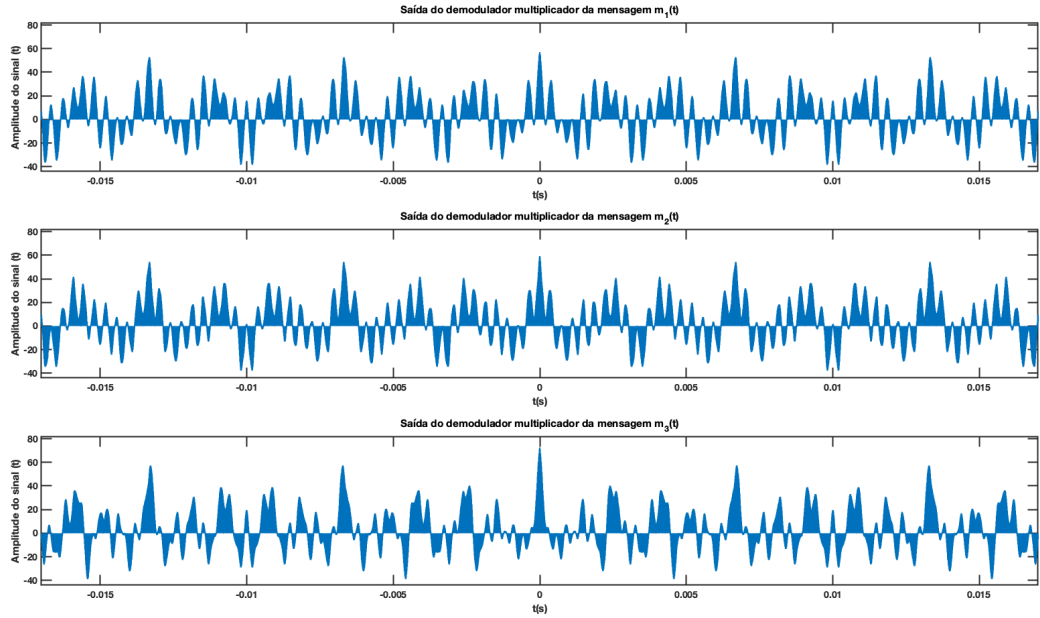 Saída do demodulador multiplicador da mensagem m₁(t)
Amplitude do sinal (t)
80
60
40
20
0
-20
-40
-0.015 -0.01 -0.005 0 0.005 0.01 0.015
t(s)
Saída do demodulador multiplicador da mensagem m₂(t)
Amplitude do sinal (t)
80
60
40
20
0
-20
-40
-0.015 -0.01 -0.005 0 0.005 0.01 0.015
t(s)
Saída do demodulador multiplicador da mensagem m₃(t)
Amplitude do sinal (t)
80
60
40
20
0
-20
-40
-0.015 -0.01 -0.005 0 0.005 0.01 0.015
t(s)